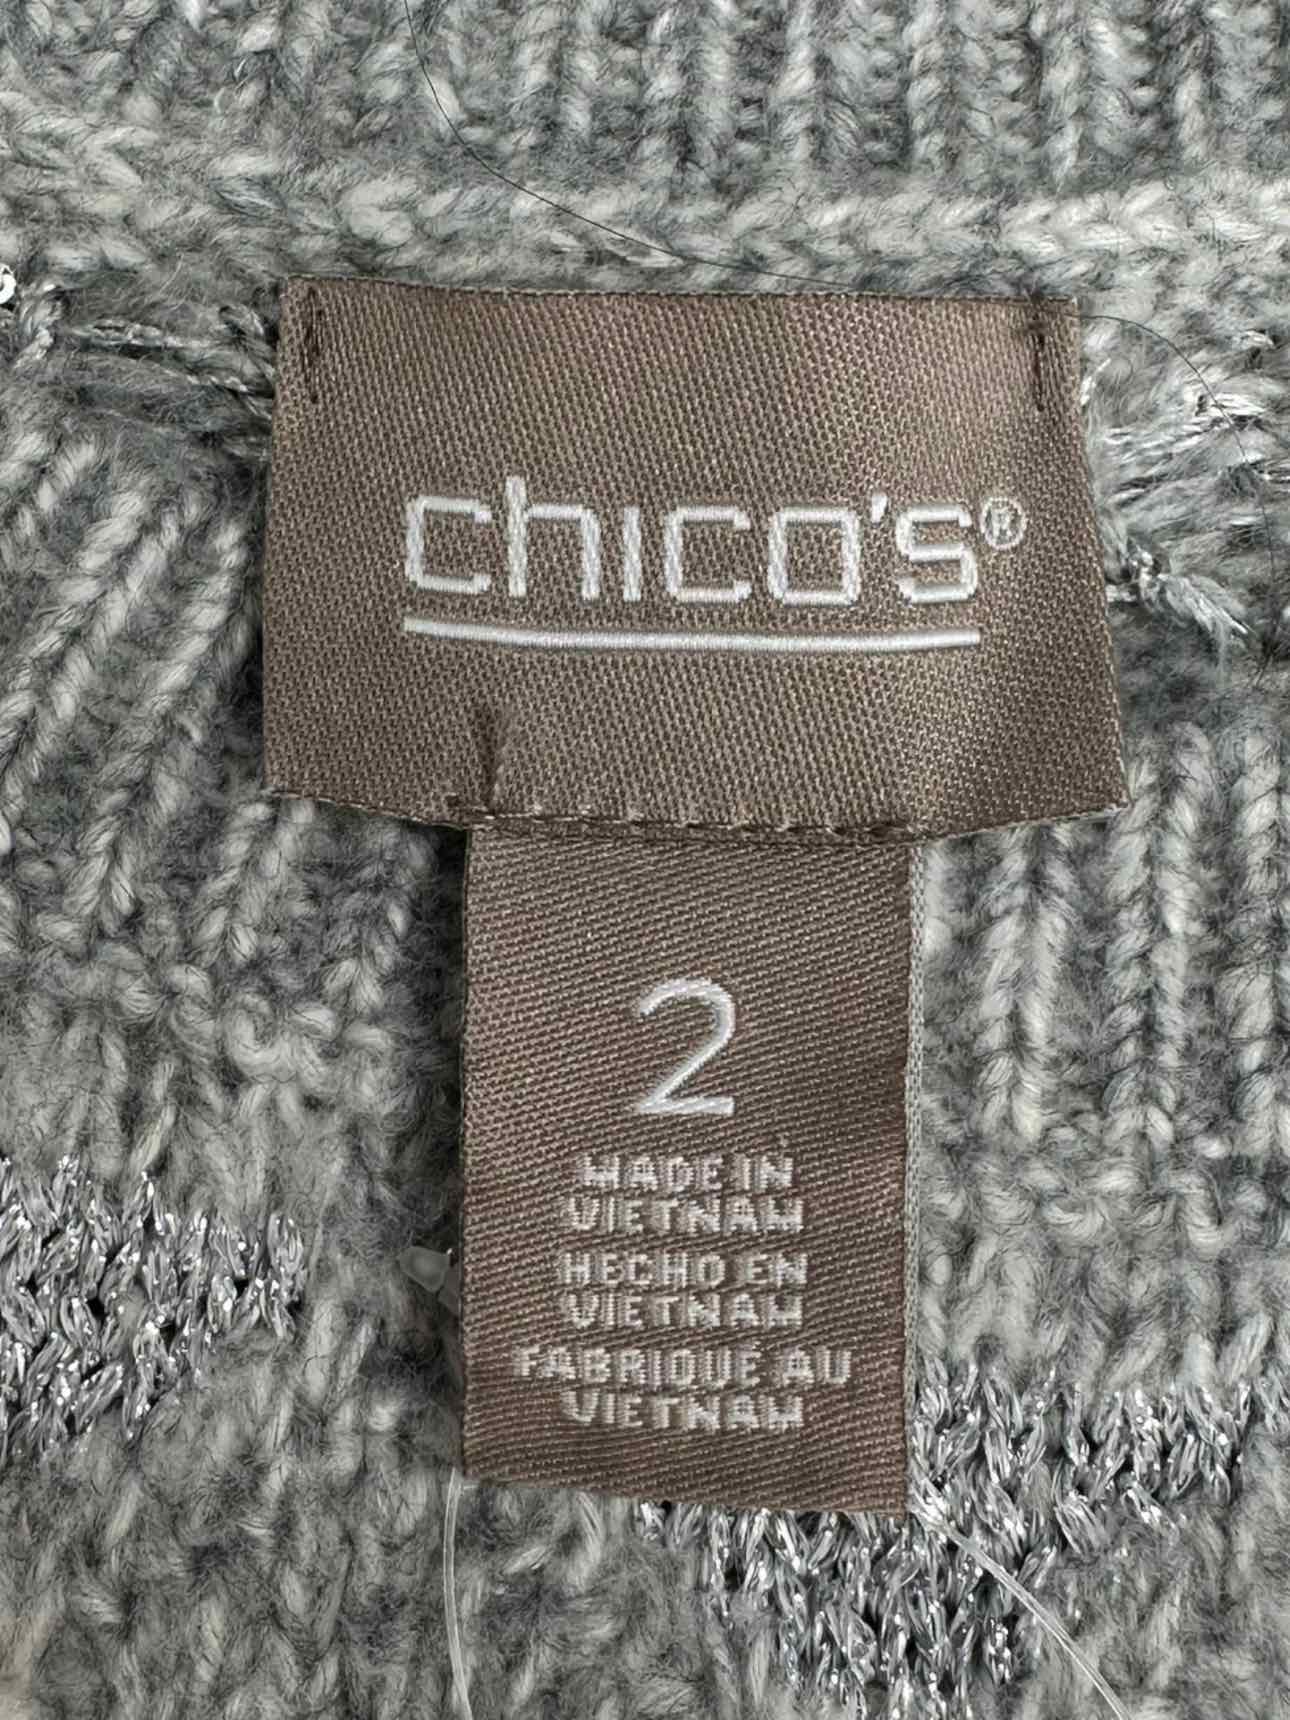 chico's®
2
MADE IN
VIETNAM
HECHO EN
VIETNAM
FABRIQUÉ AU
VIETNAM